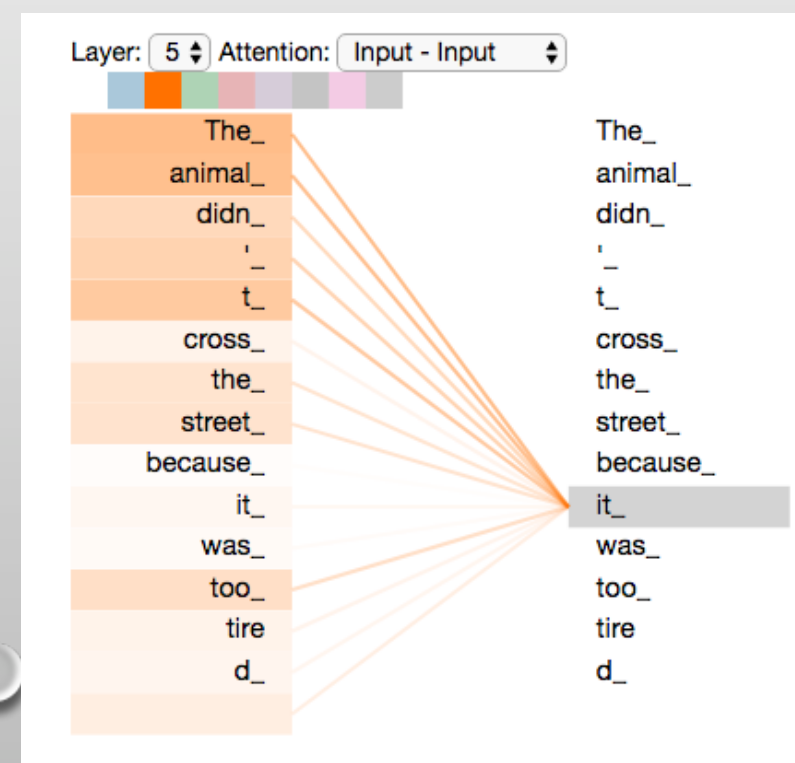 Layer: 5 Attention: Input - Input
The_ The_
animal_ animal_
didn_ didn_
'_ '_
t_ t_
cross_ cross_
the_ the_
street_ street_
because_ because_
it_ it_
was_ was_
too_ too_
tire tire
d_ d_